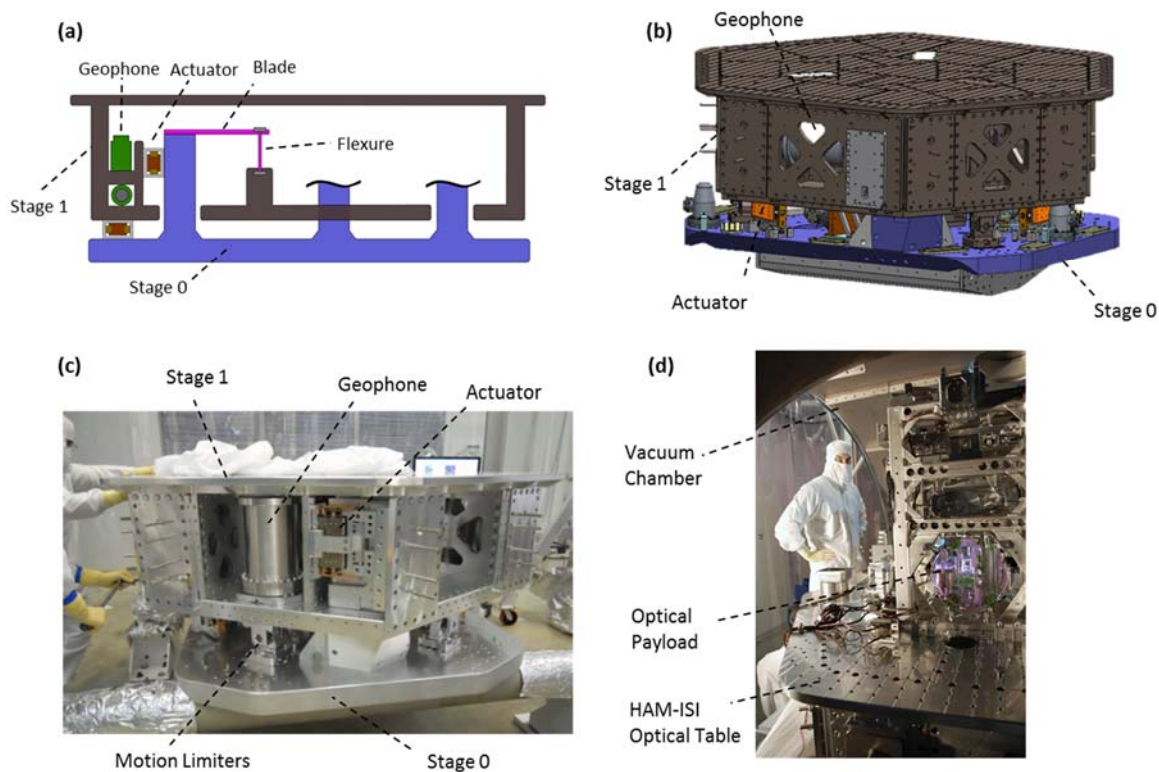 (a)
Geophone
Actuator
Blade
Flexure
Stage 1
Stage 0
(b)
Geophone
Stage 1
Actuator
Stage 0
(c)
Stage 1
Geophone
Actuator
Motion Limiters
Stage 0
(d)
Vacuum
Chamber
Optical
Payload
HAM-ISI
Optical Table